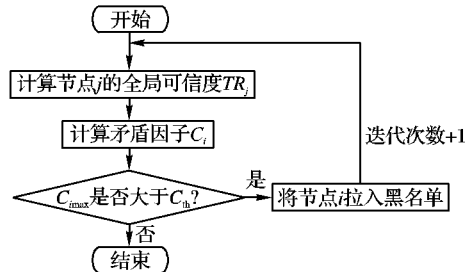 开始
计算节点j的全局可信度TRj
计算矛盾因子Ci
迭代次数+1
Cimax是否大于Cth?
是
将节点i拉入黑名单
否
结束